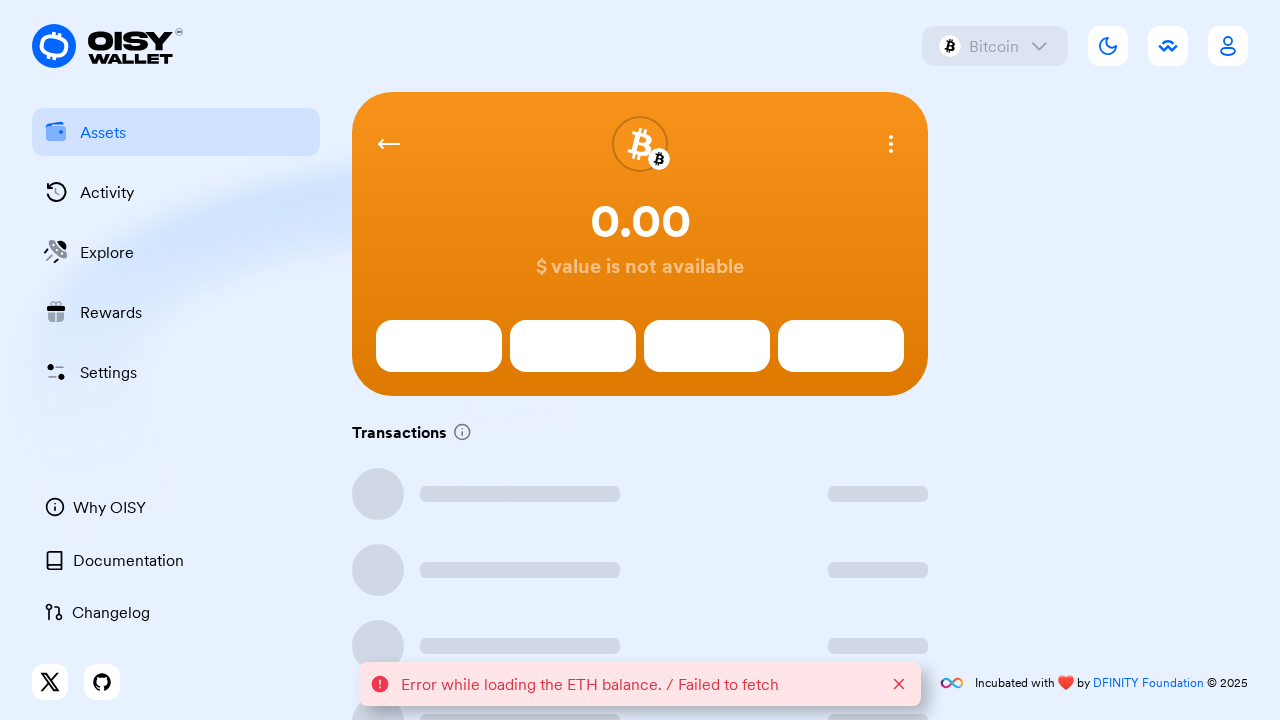 OISY
WALLET
Bitcoin
Assets
Activity
Explore
Rewards
Settings
Why OISY
Documentation
Changelog
0.00
$ value is not available
Transactions
Error while loading the ETH balance. / Failed to fetch
Incubated with ❤️ by DFINITY Foundation © 2025